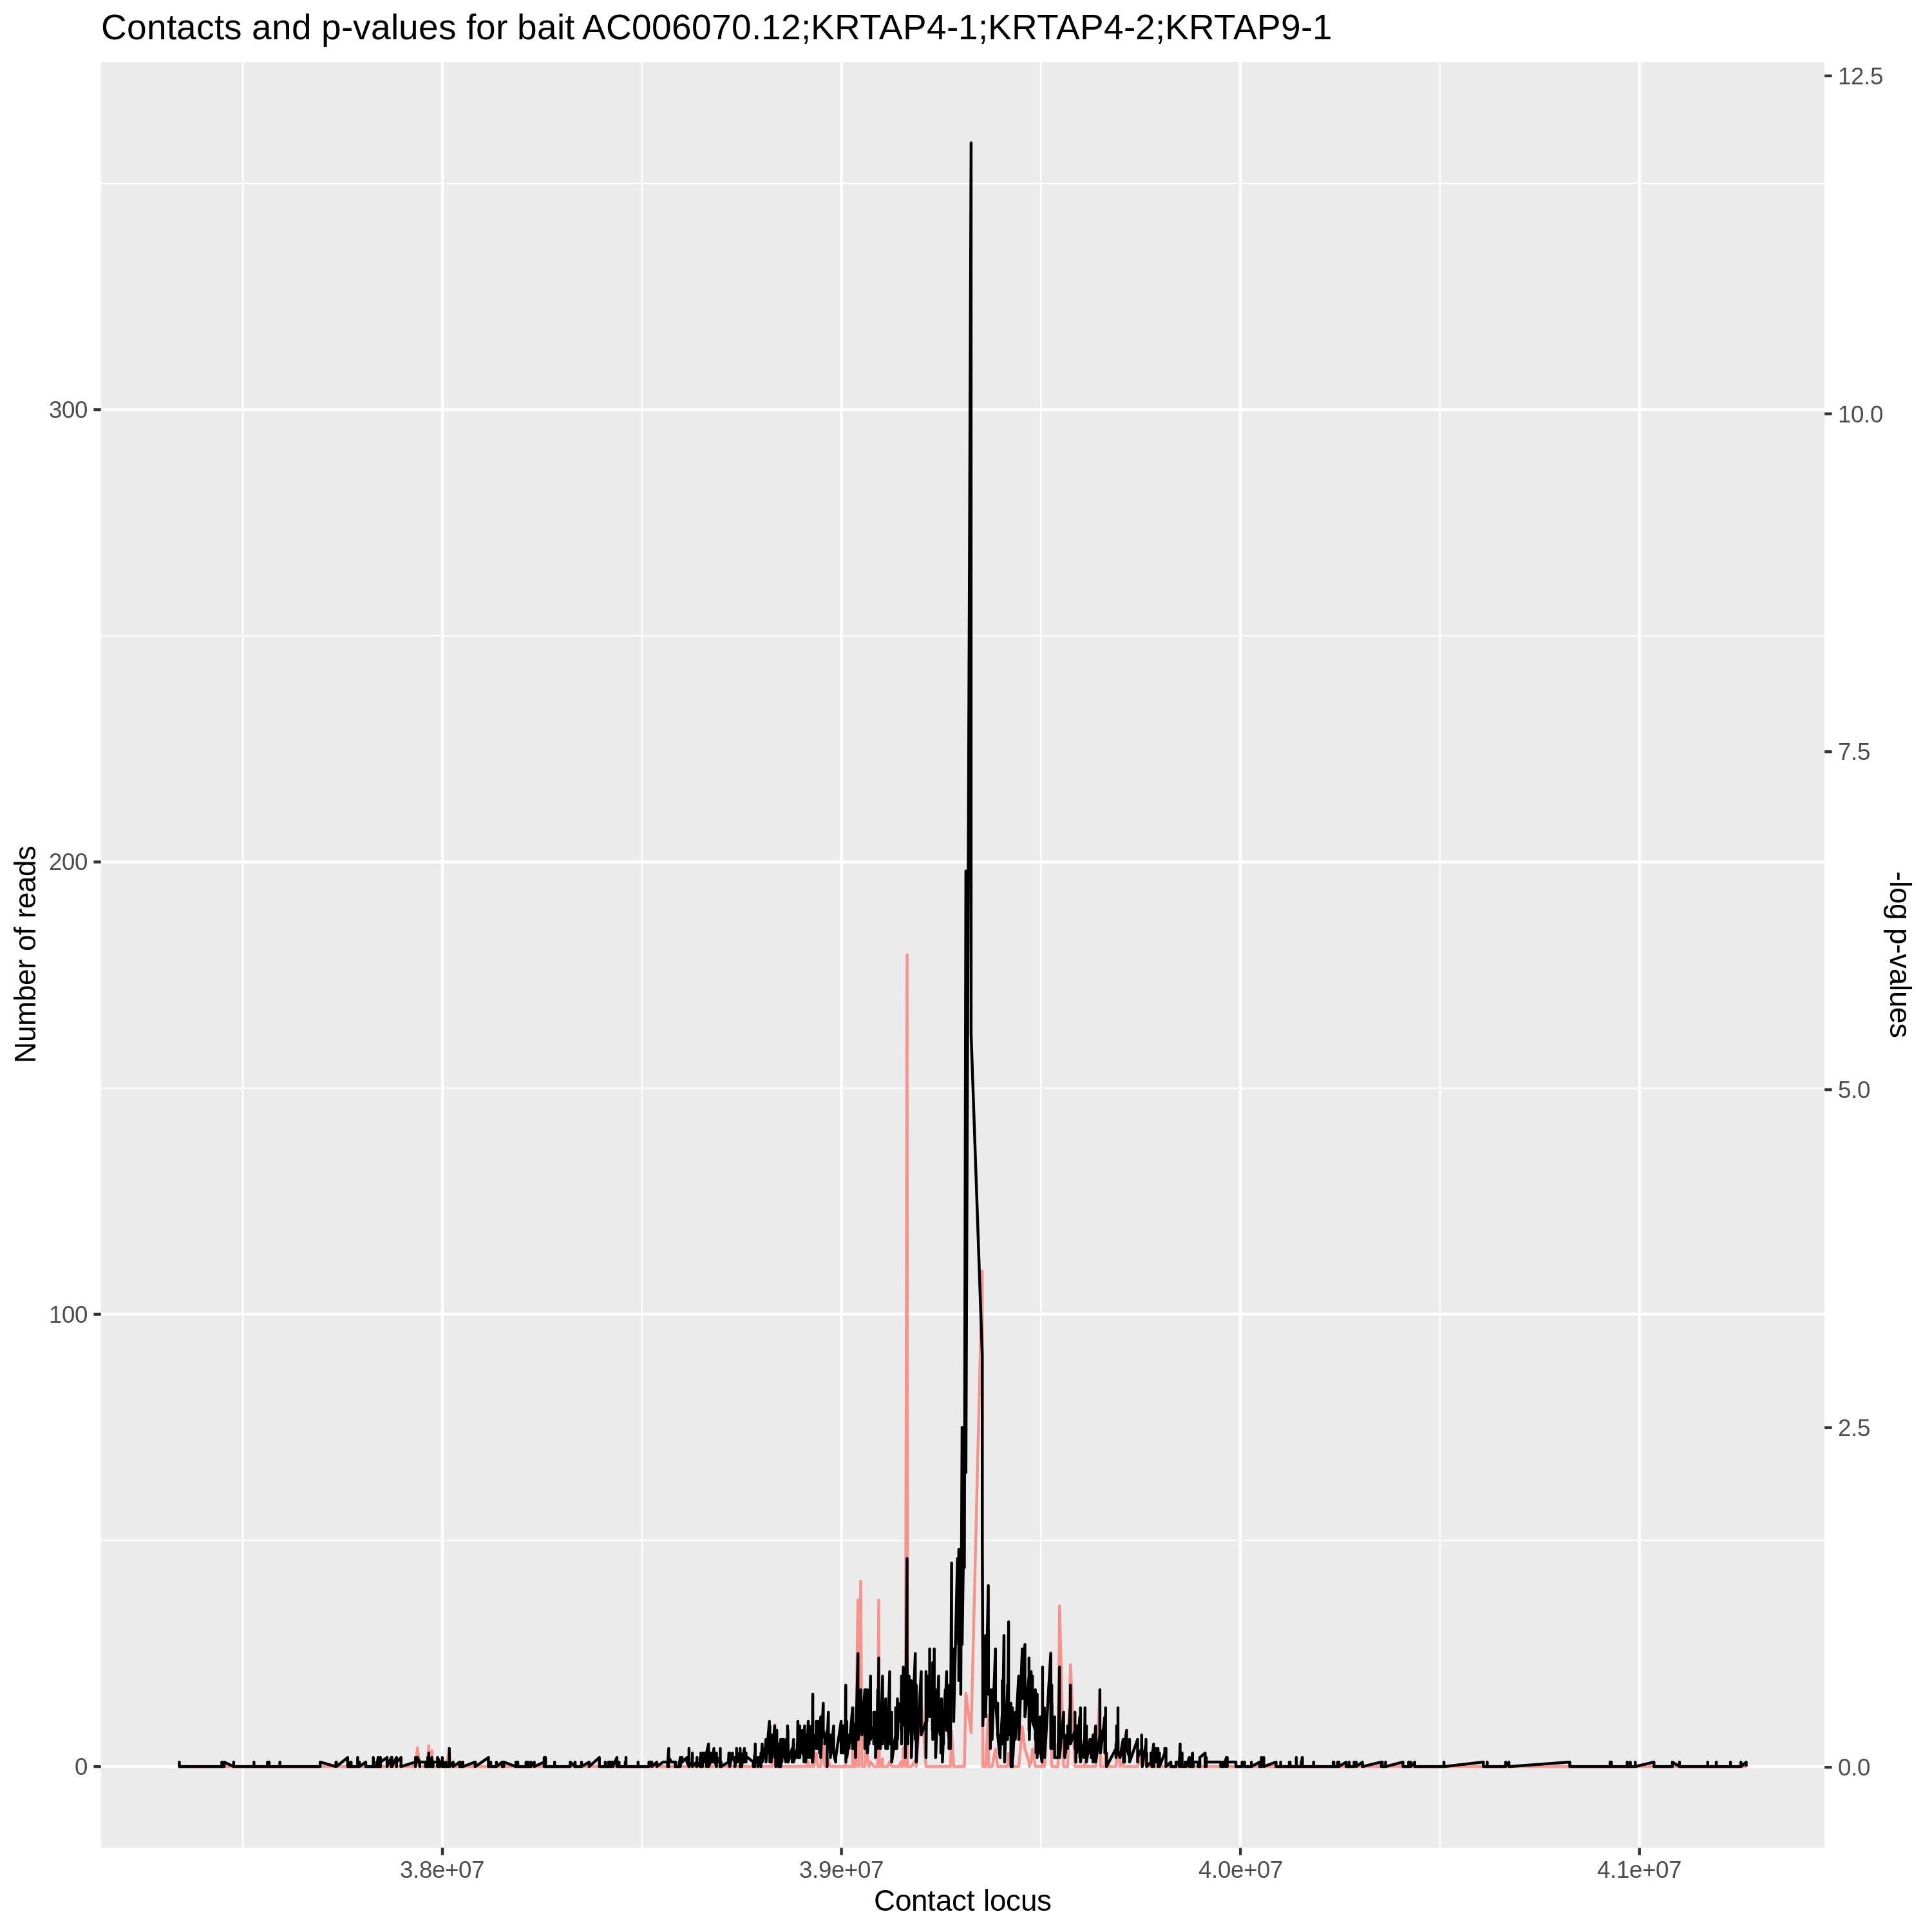 Contacts and p-values for bait AC006070.12;KRTAP4-1;KRTAP4-2;KRTAP9-1
12.5
300
10.0
7.5
200
Number of reads
-log p-values
5.0
100
2.5
0
0.0
3.8e+07
3.9e+07
4.0e+07
4.1e+07
Contact locus